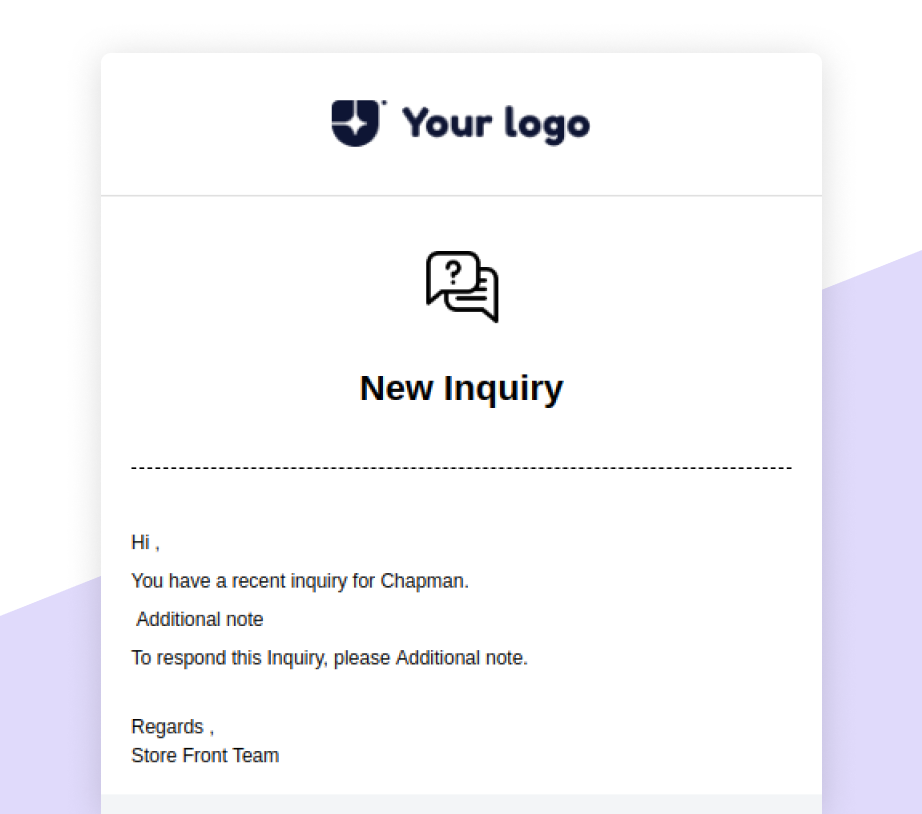 Your logo
?
New Inquiry
Hi ,
You have a recent inquiry for Chapman.
Additional note
To respond this Inquiry, please Additional note.
Regards ,
Store Front Team